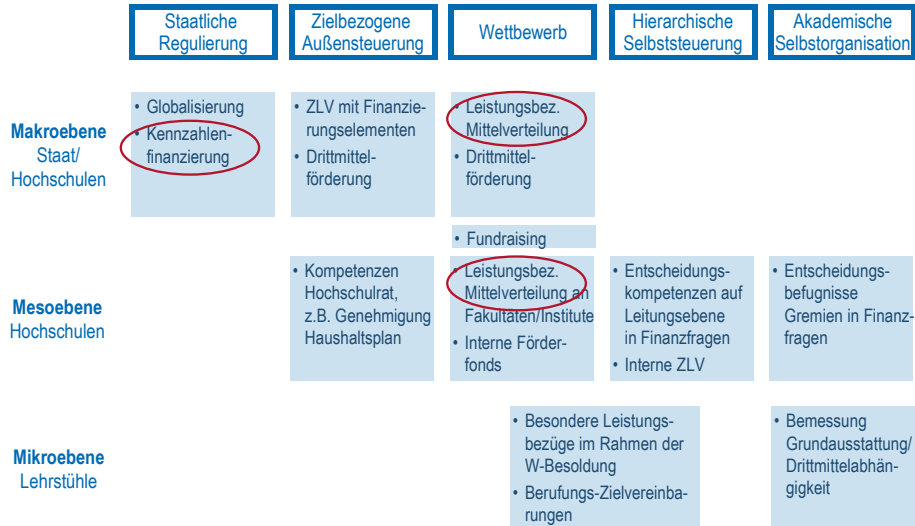 Staatliche
Regulierung
Zielbezogene
Außensteuerung
Wettbewerb
Hierarchische
Selbststeuerung
Akademische
Selbstorganisation
Makroebene
Staat/
Hochschulen
• Globalisierung
• Kennzahlen-
finanzierung
• ZLV mit Finanzie-
rungselementen
• Drittmittel-
förderung
• Leistungsbez.
Mittelverteilung
• Drittmittel-
förderung
• Fundraising
Mesoebene
Hochschulen
• Kompetenzen
Hochschulrat,
z.B. Genehmigung
Haushaltsplan
• Leistungsbez.
Mittelverteilung an
Fakultäten/Institute
• Interne Förder-
fonds
• Entscheidungs-
kompetenzen auf
Leitungsebene
in Finanzfragen
• Interne ZLV
• Entscheidungs-
befugnisse
Gremien in Finanz-
fragen
Mikroebene
Lehrstühle
• Besondere Leistungs-
bezüge im Rahmen der
W-Besoldung
• Berufungs-Zielvereinba-
rungen
• Bemessung
Grundausstattung/
Drittmittelabhän-
gigkeit